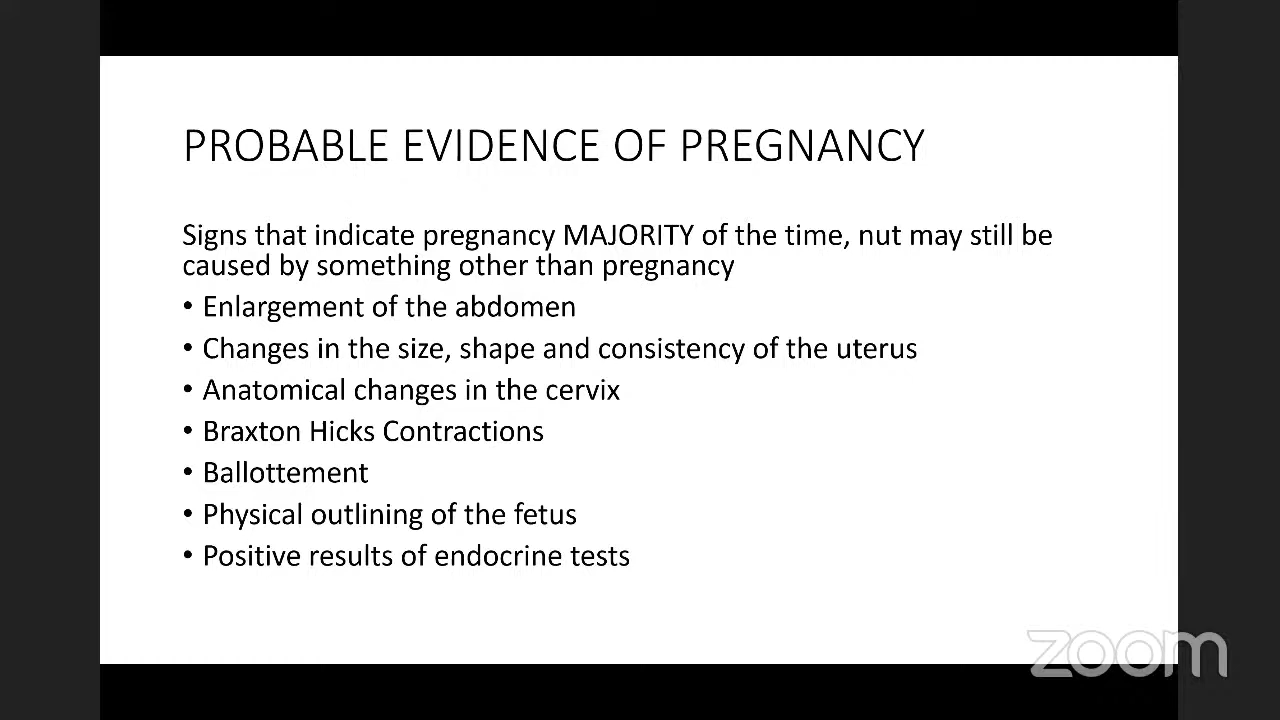 PROBABLE EVIDENCE OF PREGNANCY
Signs that indicate pregnancy MAJORITY of the time, nut may still be
caused by something other than pregnancy
• Enlargement of the abdomen
• Changes in the size, shape and consistency of the uterus
• Anatomical changes in the cervix
• Braxton Hicks Contractions
• Ballottement
• Physical outlining of the fetus
• Positive results of endocrine tests
zoom